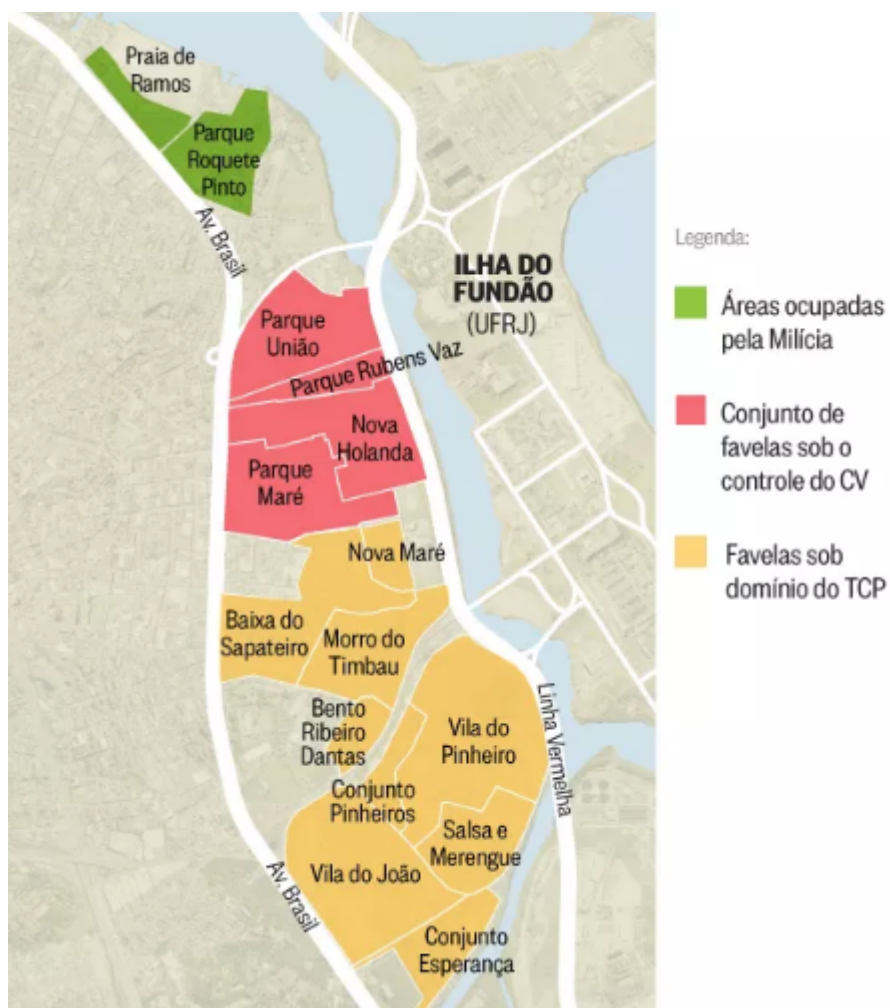 Praia de
Ramos
Parque
Roquete
Pinto
Av. Brasil
ILHA DO
FUNDÃO
(UFRJ)
Parque
União
Parque Rubens Vaz
Nova
Holanda
Parque
Maré
Nova Maré
Baixa do
Sapateiro
Morro do
Timbau
Bento
Ribeiro
Dantas
Vila do
Pinheiro
Linha Vermelha
Conjunto
Pinheiros
Salsa e
Merengue
Vila do João
Av. Brasil
Conjunto
Esperança
Legenda:
Áreas ocupadas
pela Milícia
Conjunto de
favelas sob o
controle do CV
Favelas sob
domínio do TCP